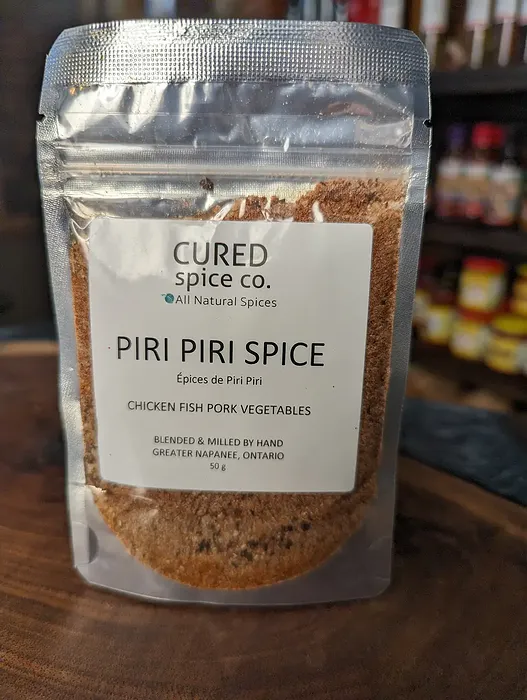 CURED
spice co.
All Natural Spices
PIRI PIRI SPICE
Épices de Piri Piri
CHICKEN FISH PORK VEGETABLES
BLENDED & MILLED BY HAND
GREATER NAPANEE, ONTARIO
50 g